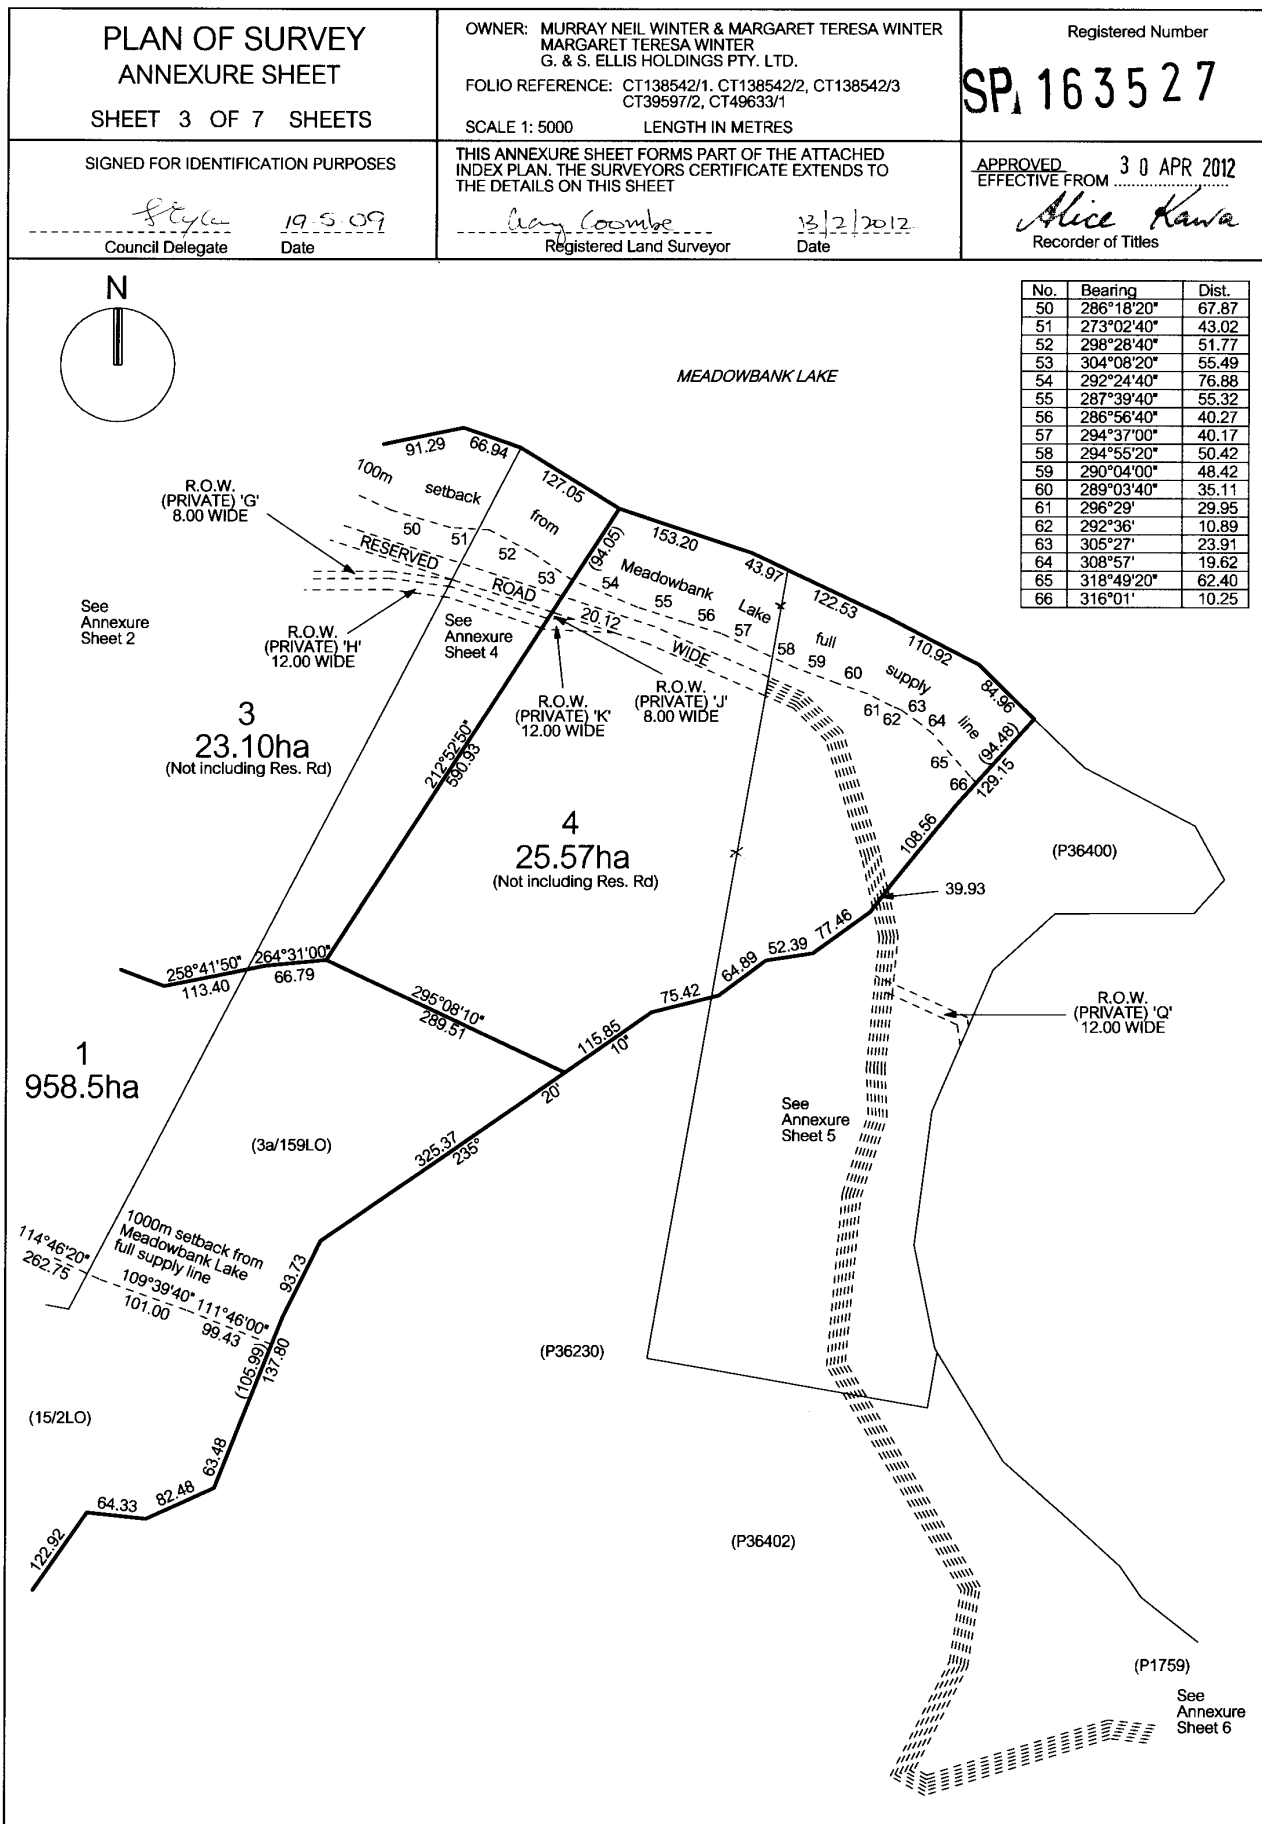 PLAN OF SURVEY
ANNEXURE SHEET
SHEET 3 OF 7 SHEETS
OWNER: MURRAY NEIL WINTER & MARGARET TERESA WINTER
MARGARET TERESA WINTER
G. & S. ELLIS HOLDINGS PTY. LTD.
FOLIO REFERENCE: CT138542/1. CT138542/2, CT138542/3
CT39597/2, CT49633/1
SCALE 1: 5000 LENGTH IN METRES
Registered Number
SP 163527
SIGNED FOR IDENTIFICATION PURPOSES
19-5-09
Council Delegate Date
THIS ANNEXURE SHEET FORMS PART OF THE ATTACHED
INDEX PLAN. THE SURVEYORS CERTIFICATE EXTENDS TO
THE DETAILS ON THIS SHEET
Coombe 13/2/2012
Registered Land Surveyor Date
APPROVED
EFFECTIVE FROM 30 APR 2012
Alice Kawa
Recorder of Titles
N
No. Bearing Dist.
50 286°18'20" 67.87
51 273°02'40" 43.02
52 298°28'40" 51.77
53 304°08'20" 55.49
54 292°24'40" 76.88
55 287°39'40" 55.32
56 286°56'40" 40.27
57 294°37'00" 40.17
58 294°55'20" 50.42
59 290°04'00" 48.42
60 289°03'40" 35.11
61 296°29' 29.95
62 292°36' 10.89
63 305°27' 23.91
64 308°57' 19.62
65 318°49'20" 62.40
66 316°01' 10.25
MEADOWBANK LAKE
91.29
66.94
127.05
153.20
43.97
122.53
110.92
84.96
100m setback from Meadowbank Lake full supply line
50
51
52
53
54
55
56
57
58
59
60
61
62
63
64
65
66
(94.05)
(94.48)
129.15
RESERVED ROAD 20.12 WIDE
R.O.W.
(PRIVATE) 'G'
8.00 WIDE
R.O.W.
(PRIVATE) 'H'
12.00 WIDE
See
Annexure
Sheet 2
See
Annexure
Sheet 4
R.O.W.
(PRIVATE) 'K'
12.00 WIDE
R.O.W.
(PRIVATE) 'J'
8.00 WIDE
3
23.10ha
(Not including Res. Rd)
212°52'50"
590.93
4
25.57ha
(Not including Res. Rd)
108.56
39.93
(P36400)
77.46
52.39
64.89
75.42
115.85
10"
20'
325.37
235°
258°41'50"
113.40
264°31'00"
66.79
295°08'10"
289.51
R.O.W.
(PRIVATE) 'Q'
12.00 WIDE
1
958.5ha
See
Annexure
Sheet 5
(3a/159LO)
1000m setback from
Meadowbank Lake
full supply line
114°46'20"
262.75
109°39'40"
101.00
111°46'00"
99.43
93.73
(105.99)
137.80
(P36230)
(15/2LO)
63.48
82.48
64.33
122.92
(P36402)
(P1759)
See
Annexure
Sheet 6